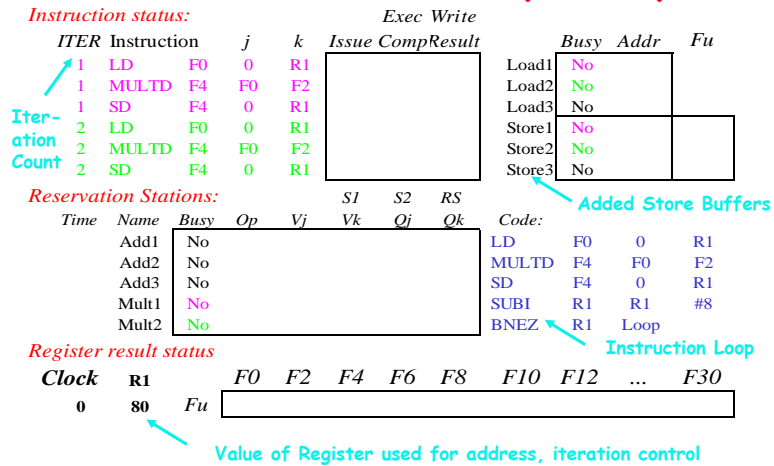 Instruction status: Exec Write
ITER Instruction j k Issue Comp Result Busy Addr Fu
1 LD F0 0 R1 Load1 No
1 MULTD F4 F0 F2 Load2 No
1 SD F4 0 R1 Load3 No
2 LD F0 0 R1 Store1 No
2 MULTD F4 F0 F2 Store2 No
2 SD F4 0 R1 Store3 No
Iter-
ation
Count
Added Store Buffers
Reservation Stations: S1 S2 RS
Time Name Busy Op Vj Vk Qj Qk Code:
Add1 No LD F0 0 R1
Add2 No MULTD F4 F0 F2
Add3 No SD F4 0 R1
Mult1 No SUBI R1 R1 #8
Mult2 No BNEZ R1 Loop
Instruction Loop
Register result status
Clock R1 F0 F2 F4 F6 F8 F10 F12 ... F30
0 80 Fu
Value of Register used for address, iteration control